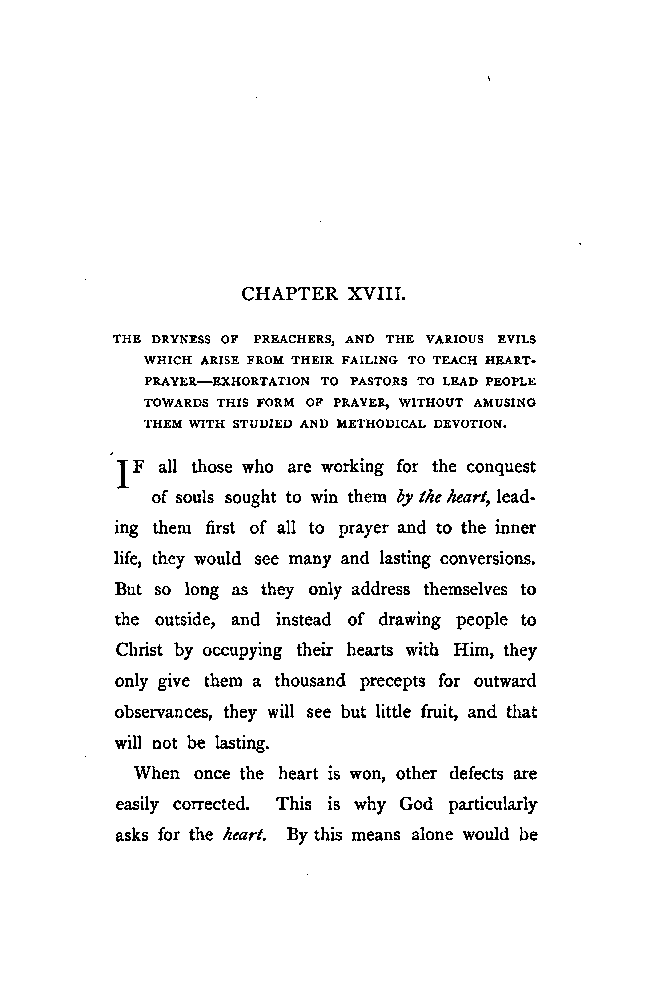 CHAPTER XVIII.
THE DRYNESS OF PREACHERS, AND THE VARIOUS EVILS
WHICH ARISE FROM THEIR FAILING TO TEACH HEART-
PRAYER—EXHORTATION TO PASTORS TO LEAD PEOPLE
TOWARDS THIS FORM OF PRAYER, WITHOUT AMUSING
THEM WITH STUDIED AND METHODICAL DEVOTION.
IF all those who are working for the conquest
of souls sought to win them by the heart, lead-
ing them first of all to prayer and to the inner
life, they would see many and lasting conversions.
But so long as they only address themselves to
the outside, and instead of drawing people to
Christ by occupying their hearts with Him, they
only give them a thousand precepts for outward
observances, they will see but little fruit, and that
will not be lasting.
When once the heart is won, other defects are
easily corrected. This is why God particularly
asks for the heart. By this means alone would be